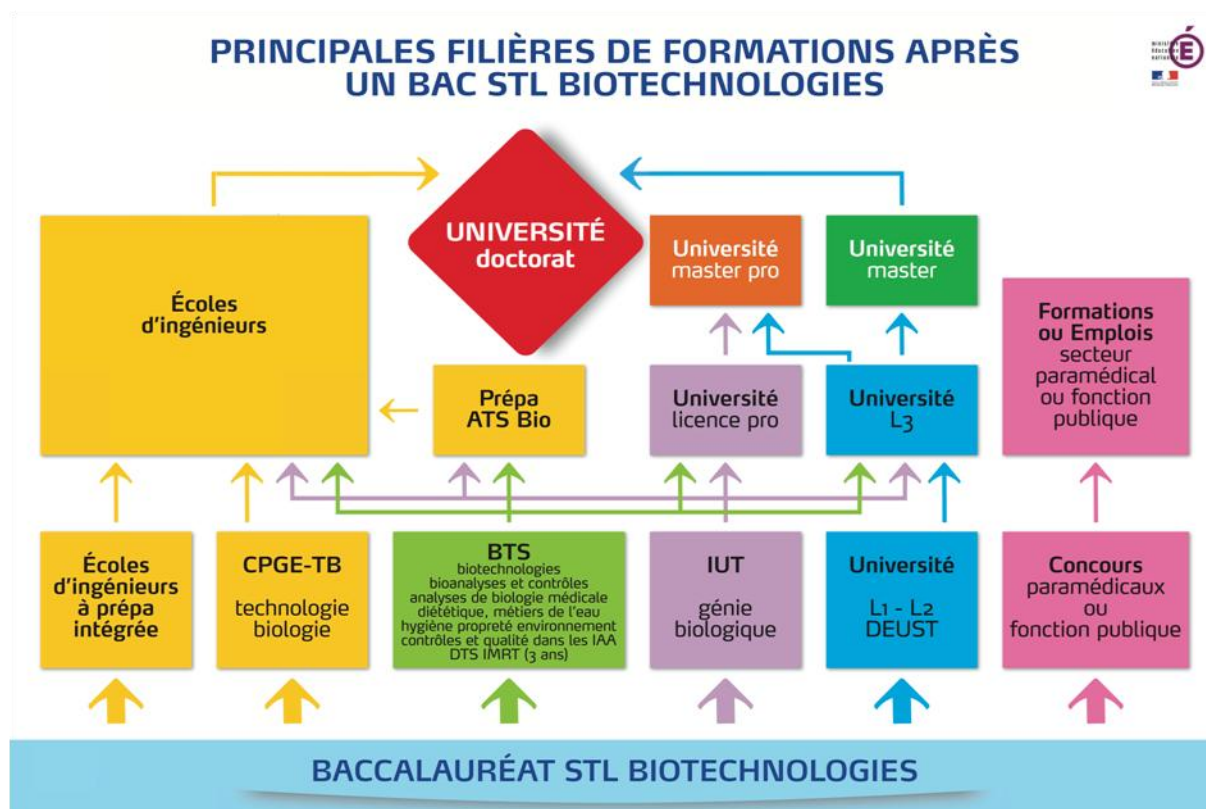 PRINCIPALES FILIÈRES DE FORMATIONS APRÈS
UN BAC STL BIOTECHNOLOGIES
ministère
éducation
nationale
É
UNIVERSITÉ
doctorat
Université
master pro
Université
master
Écoles
d'ingénieurs
Formations
ou Emplois
secteur
paramédical
ou fonction
publique
Prépa
ATS Bio
Université
licence pro
Université
L3
Écoles
d'ingénieurs
à prépa
intégrée
CPGE-TB
technologie
biologie
BTS
biotechnologies
bioanalyses et contrôles
analyses de biologie médicale
diététique, métiers de l'eau
hygiène propreté environnement
contrôles et qualité dans les IAA
DTS IMRT (3 ans)
IUT
génie
biologique
Université
L1 - L2
DEUST
Concours
paramédicaux
ou
fonction publique
BACCALAURÉAT STL BIOTECHNOLOGIES